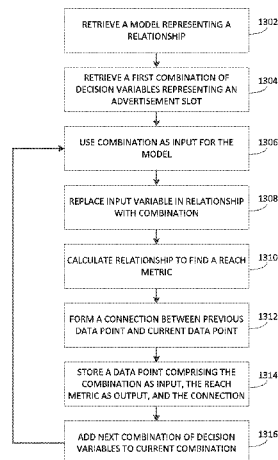 RETRIEVE A MODEL REPRESENTING A
RELATIONSHIP
1302
RETRIEVE A FIRST COMBINATION OF
DECISION VARIABLES REPRESENTING AN
ADVERTISEMENT SLOT
1304
USE COMBINATION AS INPUT FOR THE
MODEL
1306
REPLACE INPUT VARIABLE IN RELATIONSHIP
WITH COMBINATION
1308
CALCULATE RELATIONSHIP TO FIND A REACH
METRIC
1310
FORM A CONNECTION BETWEEN PREVIOUS
DATA POINT AND CURRENT DATA POINT
1312
STORE A DATA POINT COMPRISING THE
COMBINATION AS INPUT, THE REACH
METRIC AS OUTPUT, AND THE CONNECTION
1314
ADD NEXT COMBINATION OF DECISION
VARIABLES TO CURRENT COMBINATION
1316